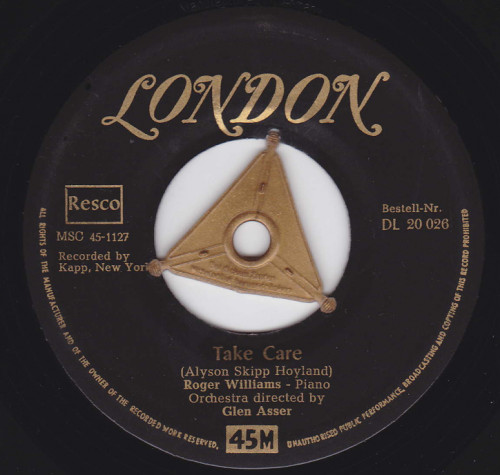 LONDON
Resco
MSC 45-1127
Recorded by
Kapp, New York
Bestell-Nr.
DL 20 026
Take Care
(Alyson Skipp Hoyland)
Roger Williams - Piano
Orchestra directed by
Glen Asser
45M
ALL RIGHTS OF THE MANUFACTURER AND OF THE OWNER OF THE RECORDED WORK RESERVED.
UNAUTHORISED PUBLIC PERFORMANCE, BROADCASTING AND COPYING OF THIS RECORD PROHIBITED